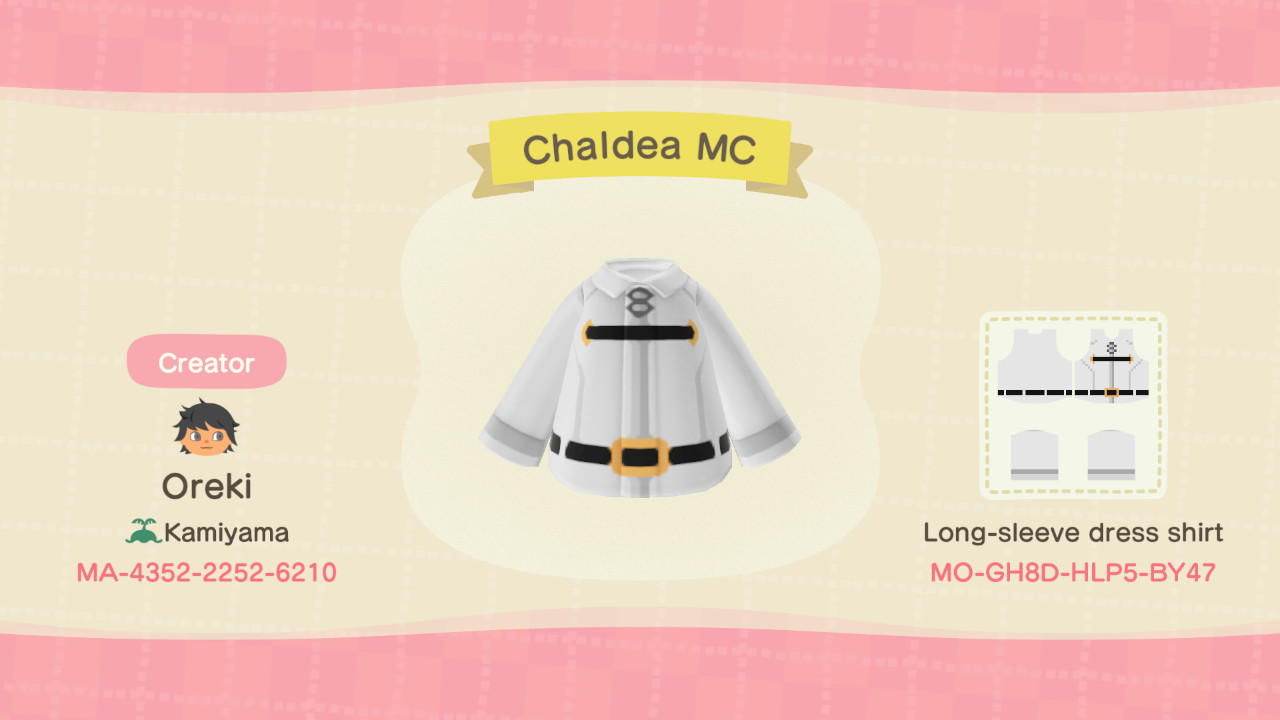 Chaldea MC
Creator
Oreki
Kamiyama
MA-4352-2252-6210
Long-sleeve dress shirt
MO-GH8D-HLP5-BY47